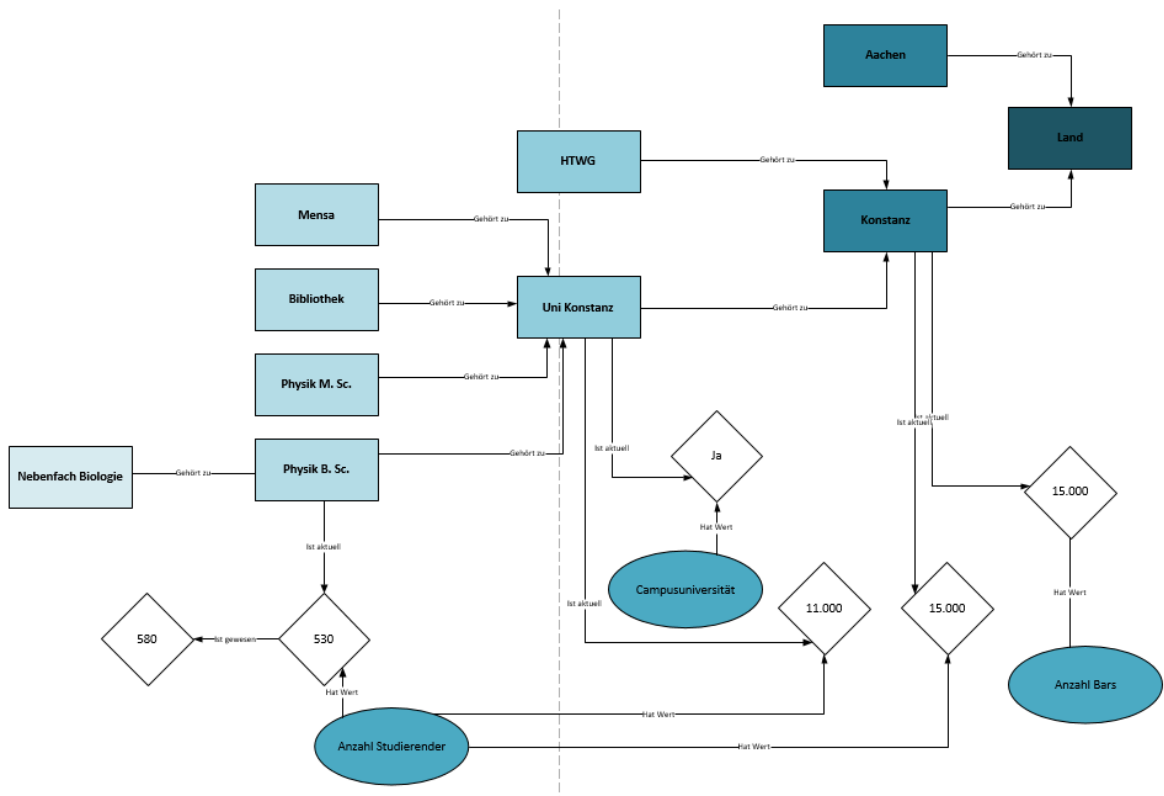 Aachen
Gehört zu
Land
HTWG
Gehört zu
Mensa
Gehört zu
Konstanz
Gehört zu
Bibliothek
Gehört zu
Uni Konstanz
Gehört zu
Physik M. Sc.
Gehört zu
Ist aktuell
Ist aktuell
Physik B. Sc.
Gehört zu
Ist aktuell
Ja
Nebenfach Biologie
Gehört zu
15.000
Hat Wert
Ist aktuell
Campusuniversität
Hat Wert
Ist aktuell
11.000
15.000
580
Ist gewesen
530
Hat Wert
Anzahl Bars
Hat Wert
Anzahl Studierender
Hat Wert